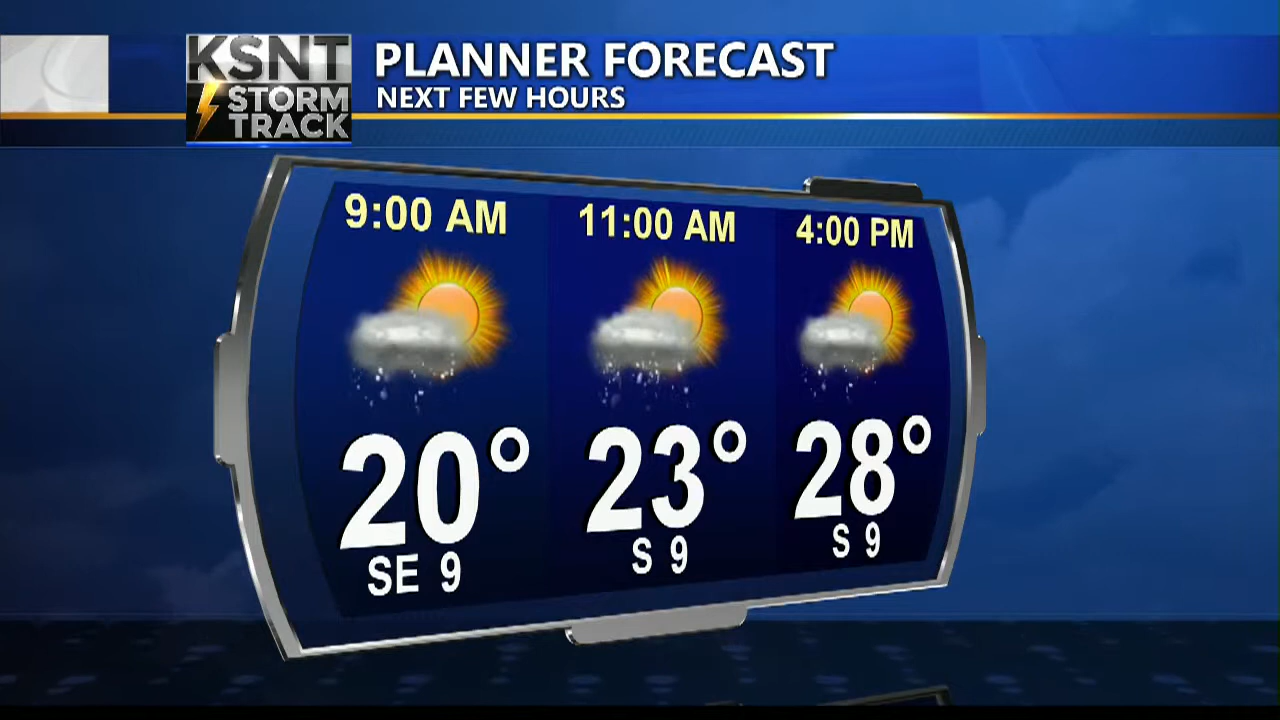 KSNT
STORM
TRACK
PLANNER FORECAST
NEXT FEW HOURS
9:00 AM
11:00 AM
4:00 PM
20°
23°
28°
SE 9
S 9
S 9